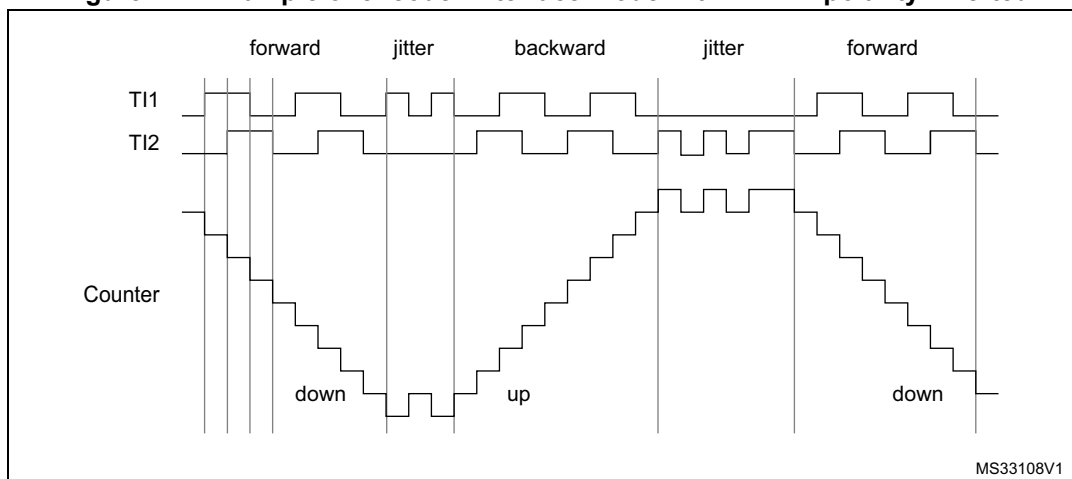 forward jitter backward jitter forward
TI1
TI2
Counter
down up down
MS33108V1